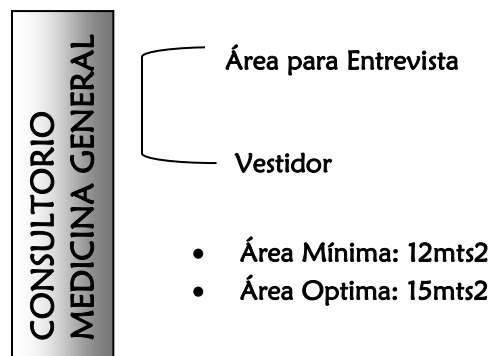 CONSULTORIO
MEDICINA GENERAL
Área para Entrevista
Vestidor
• Área Mínima: 12mts2
• Área Optima: 15mts2